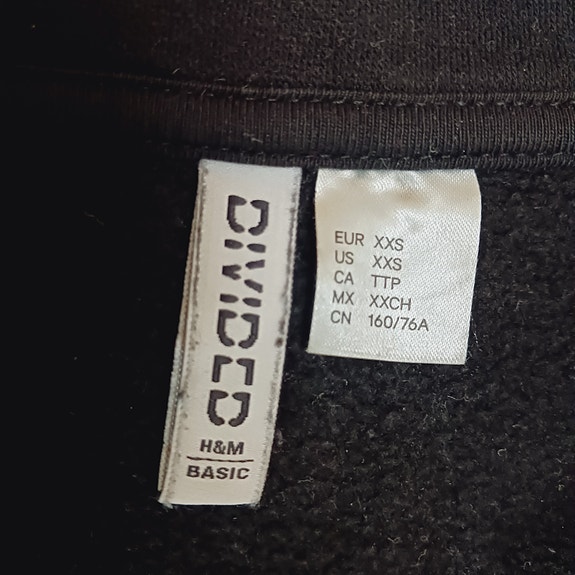 DIVIDED
H&M
BASIC
EUR XXS
US XXS
CA TTP
MX XXCH
CN 160/76A